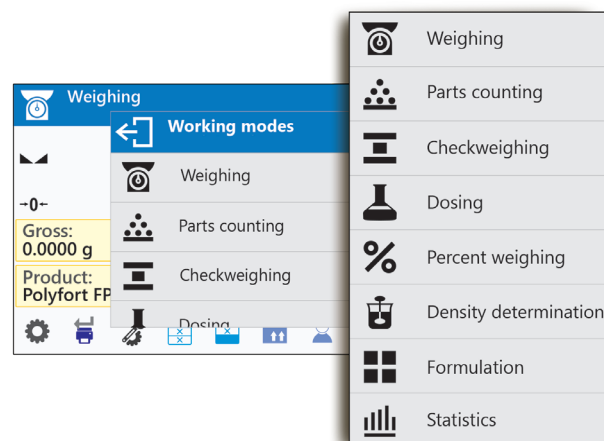 Weighing
Working modes
Weighing
Parts counting
Checkweighing
Dosing
→0←
Gross:
0.0000 g
Product:
Polyfort FP
Weighing
Parts counting
Checkweighing
Dosing
Percent weighing
Density determination
Formulation
Statistics